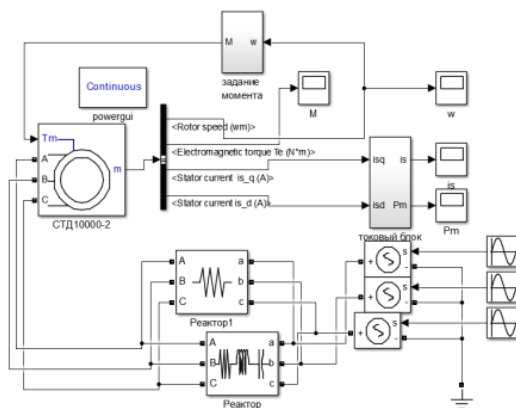 M
w
задание
момента
Continuous
powergui
M
w
Tm
A
B
C
m
СТД10000-2
<Rotor speed (wm)>
<Electromagnetic torque Te (N*m)>
<Stator current is_q (A)>
<Stator current is_d (A)>
isq
is
isd
Pm
токовый блок
is
Pm
A
a
B
b
C
c
Реактор1
A
a
B
b
C
c
Реактор
s
+
-
s
+
-
s
+
-